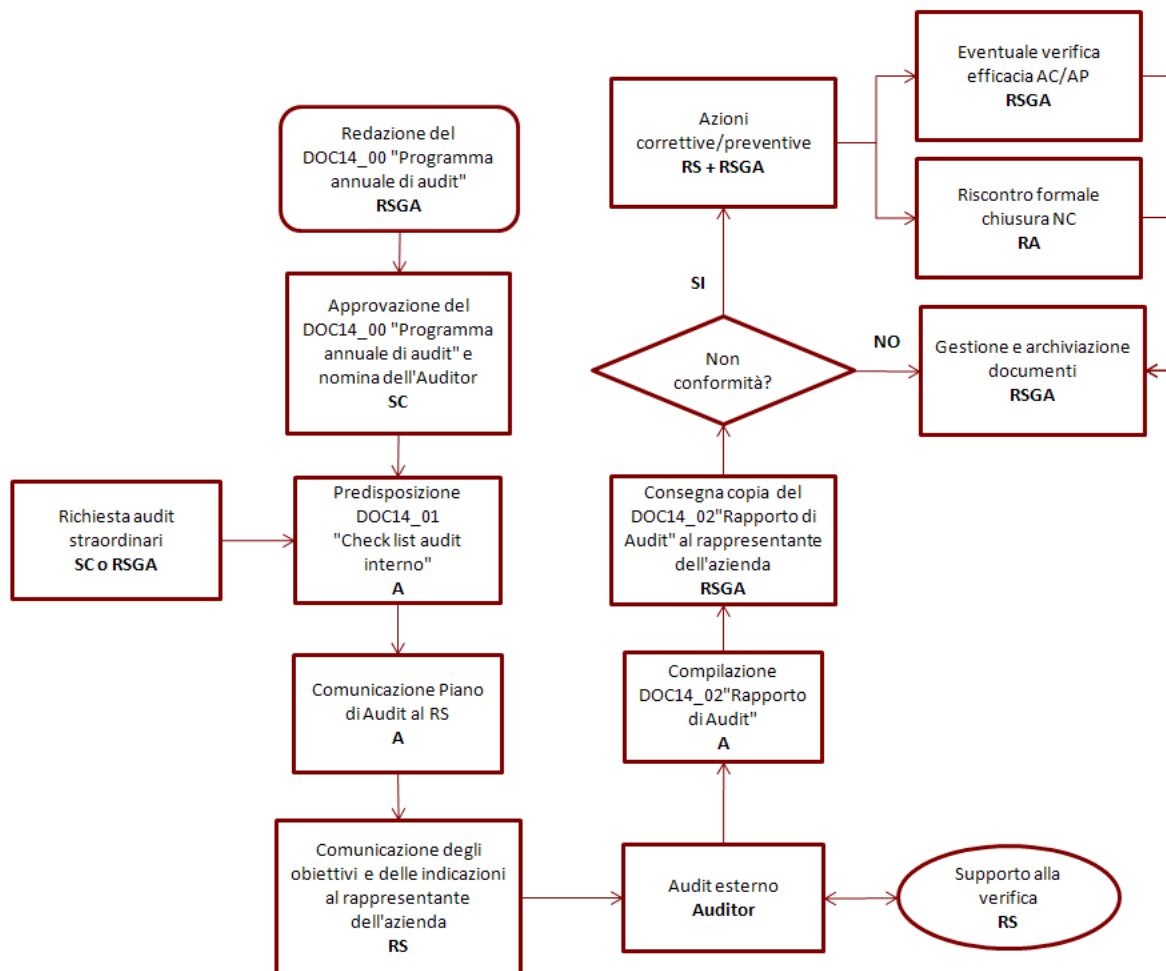 Redazione del
DOC14_00 "Programma
annuale di audit"
RSGA
Approvazione del
DOC14_00 "Programma
annuale di audit" e
nomina dell'Auditor
SC
Richiesta audit
straordinari
SC o RSGA
Predisposizione
DOC14_01
"Check list audit
interno"
A
Comunicazione Piano
di Audit al RS
A
Comunicazione degli
obiettivi e delle indicazioni
al rappresentante
dell'azienda
RS
Audit esterno
Auditor
Supporto alla
verifica
RS
Compilazione
DOC14_02"Rapporto
di Audit"
A
Consegna copia del
DOC14_02"Rapporto di
Audit" al rappresentante
dell'azienda
RSGA
Non
conformità?
SI
NO
Azioni
correttive/preventive
RS + RSGA
Eventuale verifica
efficacia AC/AP
RSGA
Riscontro formale
chiusura NC
RA
Gestione e archiviazione
documenti
RSGA